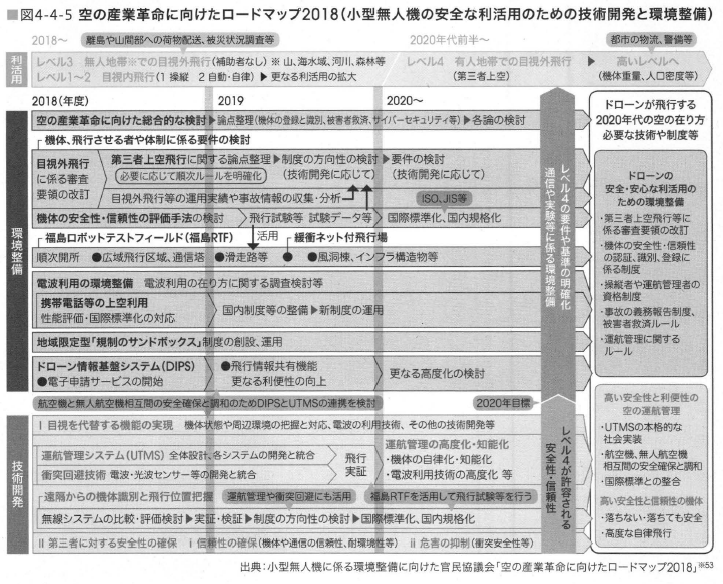 ■図4-4-5 空の産業革命に向けたロードマップ2018(小型無人機の安全な利活用のための技術開発と環境整備)
利活用
2018〜
離島や山間部への荷物配送、被災状況調査等
2020年代前半〜
都市の物流、警備等
レベル3 無人地帯※での目視外飛行(補助者なし) ※ 山、海水域、河川、森林等
レベル1〜2 目視内飛行(1 操縦 2 自動・自律) ▶ 更なる利活用の拡大
レベル4 有人地帯での目視外飛行
(第三者上空)
▶ 高いレベルへ
(機体重量、人口密度等)
環境整備
2018(年度)
2019
2020〜
空の産業革命に向けた総合的な検討▶論点整理(機体の登録と識別、被害者救済、サイバーセキュリティ等)▶各論の検討
機体、飛行させる者や体制に係る要件の検討
目視外飛行
に係る審査
要領の改訂
第三者上空飛行に関する論点整理▶制度の方向性の検討▶要件の検討
必要に応じて順次ルールを明確化
(技術開発に応じて)
(技術開発に応じて)
目視外飛行等の運用実績や事故情報の収集・分析
ISO、JIS等
機体の安全性・信頼性の評価手法の検討
飛行試験等 試験データ等
国際標準化、国内規格化
福島ロボットテストフィールド(福島RTF)
活用
緩衝ネット付飛行場
順次開所 ●広域飛行区域、通信塔 ●滑走路等 ● ●風洞棟、インフラ構造物等
電波利用の環境整備 電波利用の在り方に関する調査検討等
携帯電話等の上空利用
性能評価・国際標準化の対応
国内制度等の整備▶新制度の運用
地域限定型「規制のサンドボックス」制度の創設、運用
ドローン情報基盤システム(DIPS)
●電子申請サービスの開始
●飛行情報共有機能
更なる利便性の向上
更なる高度化の検討
レベル4の要件や基準の明確化
通信や実験等に係る環境整備
航空機と無人航空機相互間の安全確保と調和のためDIPSとUTMSの連携を検討
2020年目標
技術開発
Ⅰ 目視を代替する機能の実現 機体状態や周辺環境の把握と対応、電波の利用技術、その他の技術開発等
運航管理システム(UTMS) 全体設計、各システムの開発と統合
衝突回避技術 電波・光波センサー等の開発と統合
飛行
実証
運航管理の高度化・知能化
・機体の自律化・知能化
・電波利用技術の高度化 等
遠隔からの機体識別と飛行位置把握
運航管理や衝突回避にも活用
福島RTFを活用して飛行試験等を行う
無線システムの比較・評価検討▶実証・検証▶制度の方向性の検討▶国際標準化、国内規格化
Ⅱ 第三者に対する安全性の確保 ⅰ 信頼性の確保(機体や通信の信頼性、耐環境性等) ⅱ 危害の抑制(衝突安全性等)
レベル4が許容される
安全性・信頼性
ドローンが飛行する
2020年代の空の在り方
必要な技術や制度等
ドローンの
安全・安心な利活用の
ための環境整備
・第三者上空飛行等に
係る審査要領の改訂
・機体の安全性・信頼性
の認証、識別、登録に
係る制度
・操縦者や運航管理者の
資格制度
・事故の義務報告制度、
被害者救済ルール
・運航管理に関する
ルール
高い安全性と利便性の
空の運航管理
・UTMSの本格的な
社会実装
・航空機、無人航空機
相互間の安全確保と調和
・国際標準との整合
高い安全性と信頼性の機体
・落ちない・落ちても安全
・高度な自律飛行
出典:小型無人機に係る環境整備に向けた官民協議会「空の産業革命に向けたロードマップ2018」※53